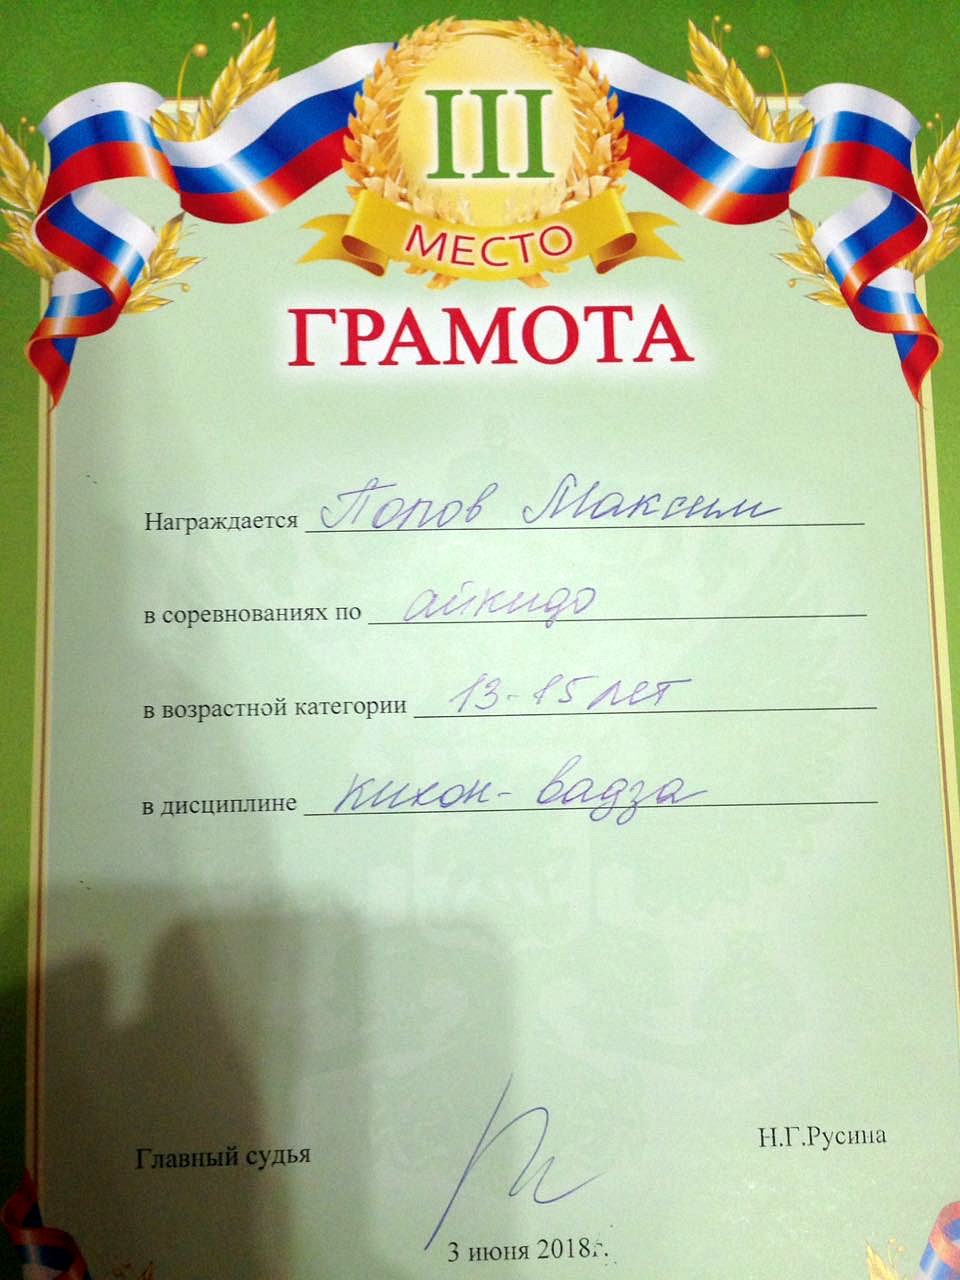 III
МЕСТО
ГРАМОТА
Награждается Попов Максим
в соревнованиях по айкидо
в возрастной категории 13-15 лет
в дисциплине кихон-вадза
Главный судья
Н.Г.Русина
3 июня 2018г.